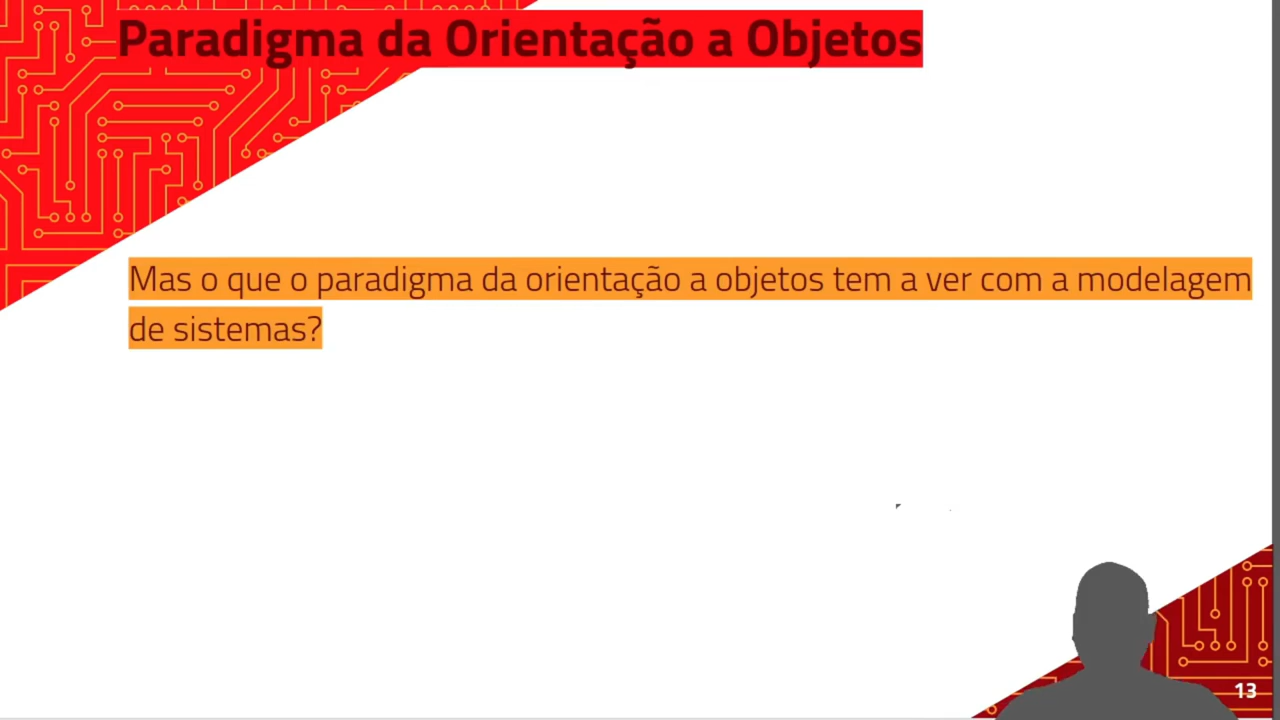 Paradigma da Orientação a Objetos
Mas o que o paradigma da orientação a objetos tem a ver com a modelagem
de sistemas?
13